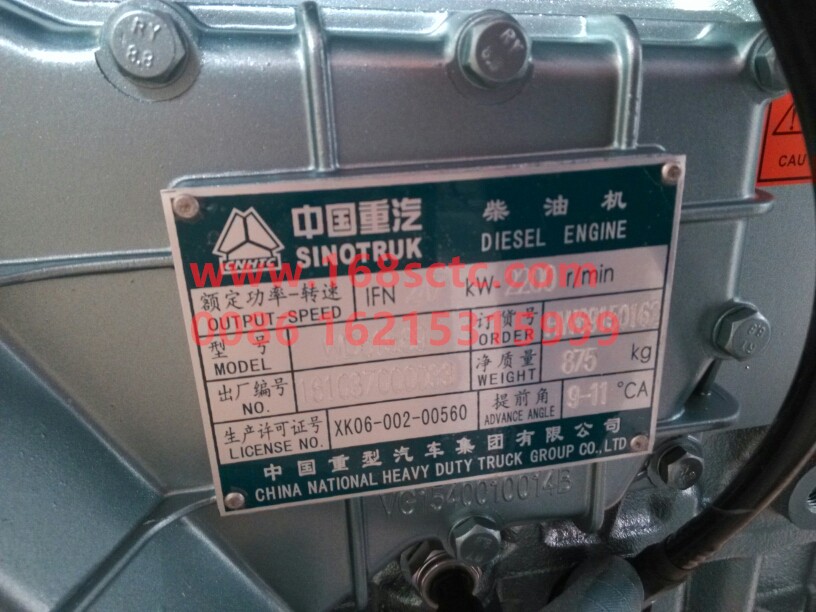 RY
8.8
RY
8.8
CAU
中国重汽 柴油机
CNHTC SINOTRUK DIESEL ENGINE
www.168sctc.com
额定功率-转速 IFN kW- 2200 r/min
OUTPUT-SPEED
0086 16215315999
型号 订货号
MODEL ORDER
净质量 875 kg
WEIGHT
出厂编号
NO.
提前角 9-11 °CA
ADVANCE ANGLE
生产许可证号 XK06-002-00560
LICENSE NO.
中国重型汽车集团有限公司
CHINA NATIONAL HEAVY DUTY TRUCK GROUP CO.,LTD
VG1540010014B